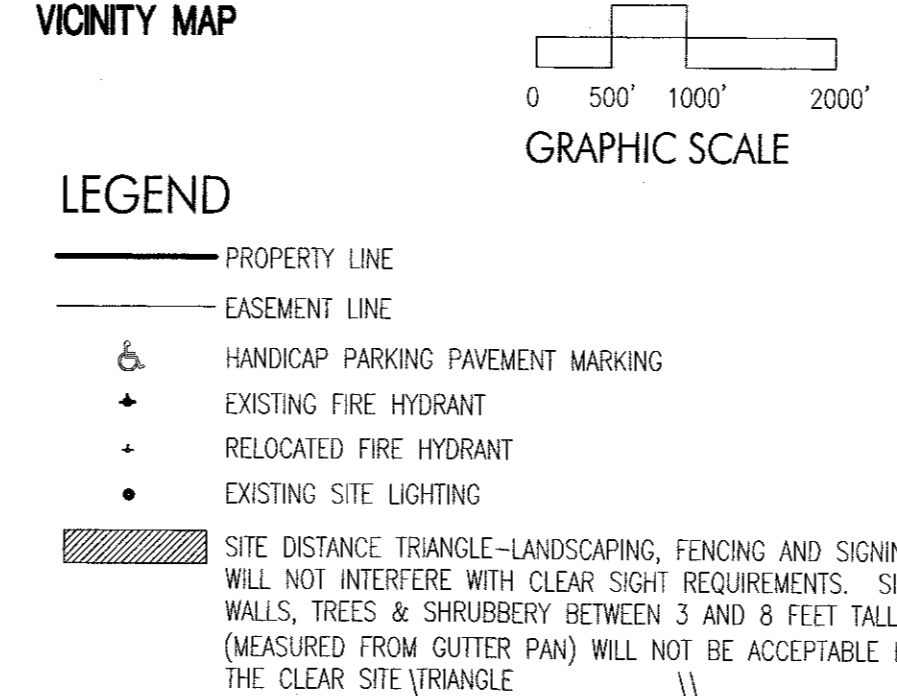 VICINITY MAP
0 500' 1000' 2000'
GRAPHIC SCALE
LEGEND
PROPERTY LINE
EASEMENT LINE
HANDICAP PARKING PAVEMENT MARKING
EXISTING FIRE HYDRANT
RELOCATED FIRE HYDRANT
EXISTING SITE LIGHTING
SITE DISTANCE TRIANGLE-LANDSCAPING, FENCING AND
WILL NOT INTERFERE WITH CLEAR SIGHT REQUIREMENTS.
WALLS, TREES & SHRUBBERY BETWEEN 3 AND 8 FEET TALL
(MEASURED FROM GUTTER PAN) WILL NOT BE ACCEPTABLE
THE CLEAR SITE TRIANGLE